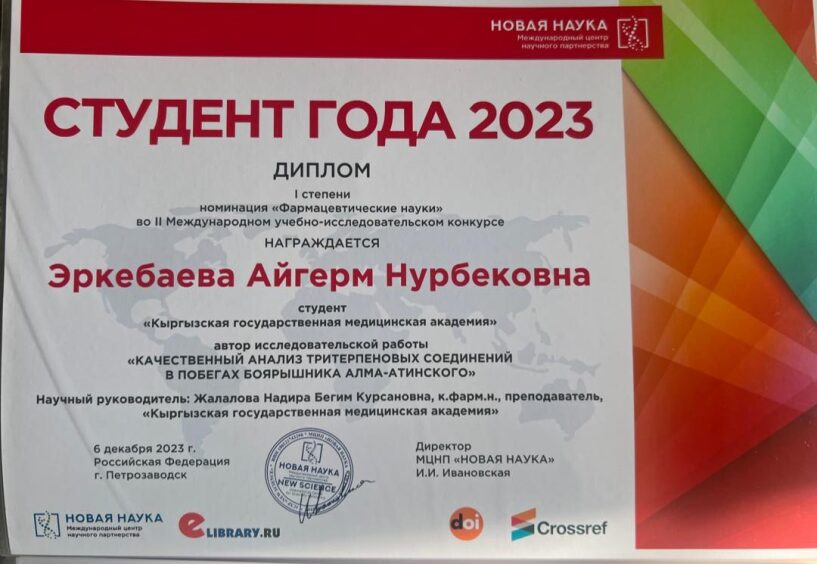 НОВАЯ НАУКА
Международный центр
научного партнерства
СТУДЕНТ ГОДА 2023
ДИПЛОМ
I степени
номинация «Фармацевтические науки»
во II Международном учебно-исследовательском конкурсе
НАГРАЖДАЕТСЯ
Эркебаева Айгерм Нурбековна
студент
«Кыргызская государственная медицинская академия»
автор исследовательской работы
«КАЧЕСТВЕННЫЙ АНАЛИЗ ТРИТЕРПЕНОВЫХ СОЕДИНЕНИЙ
В ПОБЕГАХ БОЯРЫШНИКА АЛМА-АТИНСКОГО»
Научный руководитель: Жалалова Надира Бегим Курсановна, к.фарм.н., преподаватель,
«Кыргызская государственная медицинская академия»
6 декабря 2023 г.
Российская Федерация
г. Петрозаводск
НОВАЯ НАУКА
NEW SCIENCE
Директор
МЦНП «НОВАЯ НАУКА»
И.И. Ивановская
НОВАЯ НАУКА
Международный центр
научного партнерства
eLIBRARY.RU
doi
Crossref